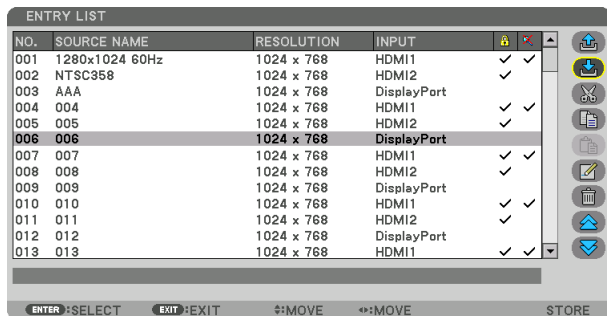 ENTRY LIST
NO. SOURCE NAME RESOLUTION INPUT
001 1280x1024 60Hz 1024 x 768 HDMI1
002 NTSC358 1024 x 768 HDMI2
003 AAA 1024 x 768 DisplayPort
004 004 1024 x 768 HDMI1
005 005 1024 x 768 HDMI2
006 006 1024 x 768 DisplayPort
007 007 1024 x 768 HDMI1
008 008 1024 x 768 HDMI2
009 009 1024 x 768 DisplayPort
010 010 1024 x 768 HDMI1
011 011 1024 x 768 HDMI2
012 012 1024 x 768 DisplayPort
013 013 1024 x 768 HDMI1
ENTER :SELECT EXIT :EXIT :MOVE :MOVE STORE